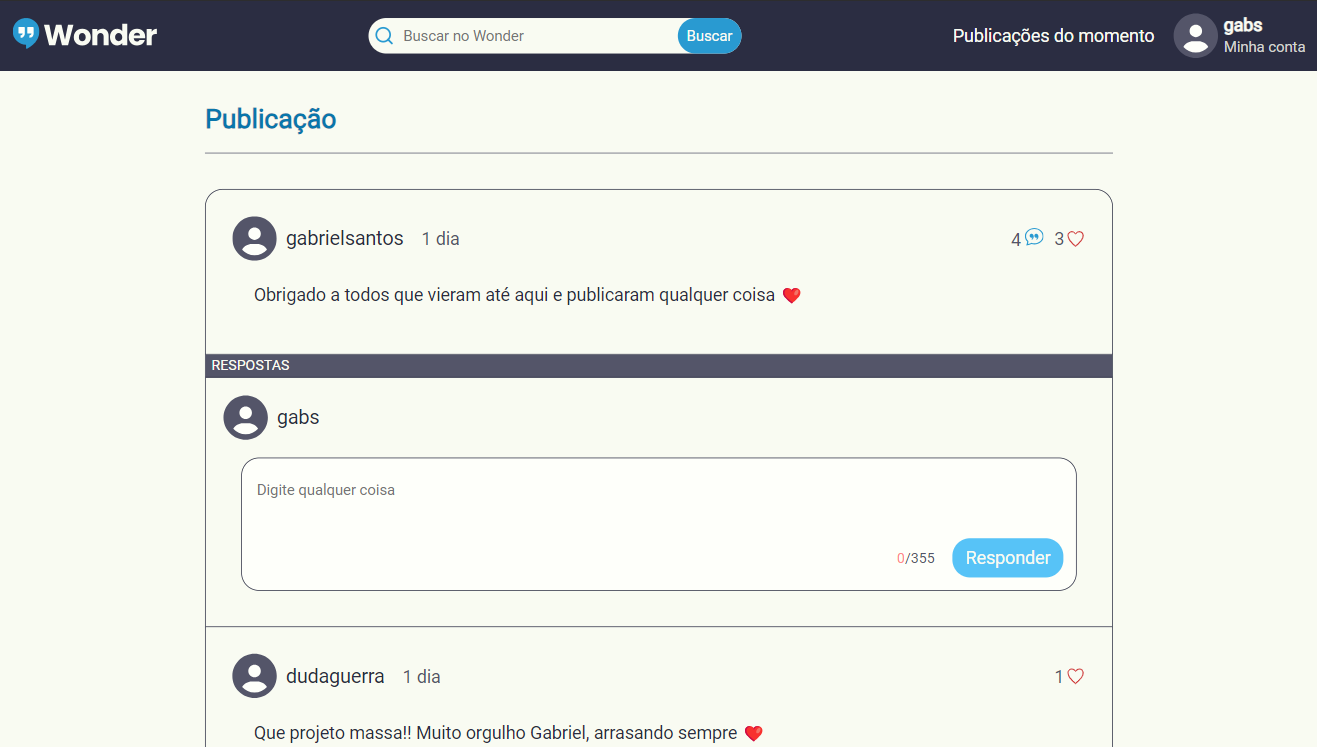 Wonder
Buscar no Wonder
Buscar
Publicações do momento
gabs
Minha conta
Publicação
gabrielsantos 1 dia 4 3
Obrigado a todos que vieram até aqui e publicaram qualquer coisa ❤️
RESPOSTAS
gabs
Digite qualquer coisa
0/355 Responder
dudaguerra 1 dia 1
Que projeto massa!! Muito orgulho Gabriel, arrasando sempre ❤️